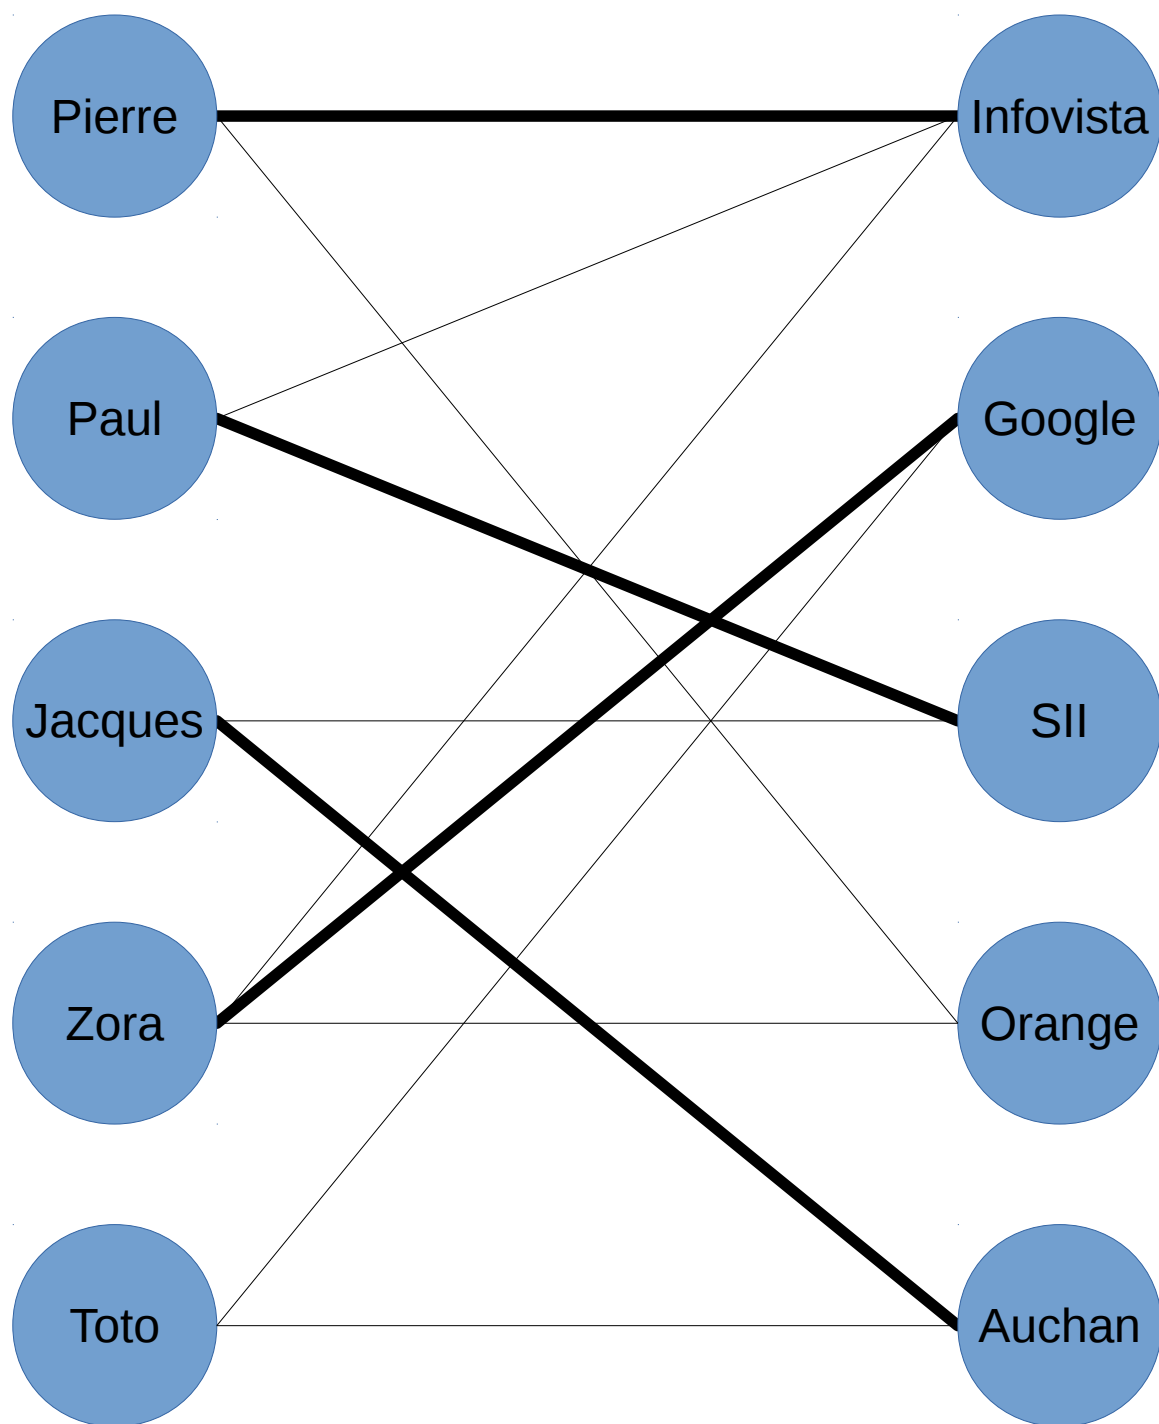 Pierre
Infovista
Paul
Google
Jacques
SII
Zora
Orange
Toto
Auchan